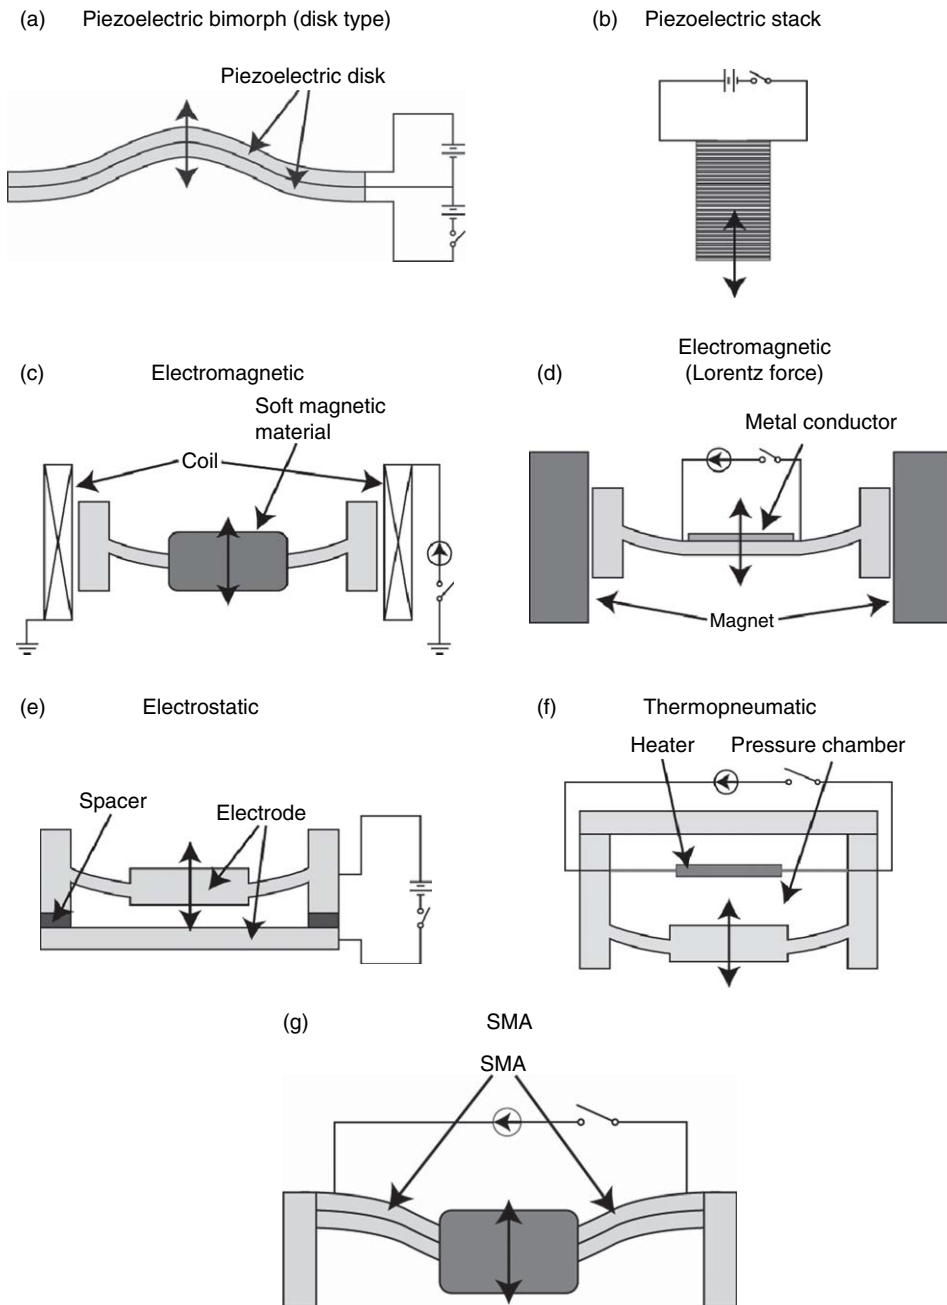 (a) Piezoelectric bimorph (disk type)
Piezoelectric disk
(b) Piezoelectric stack
(c) Electromagnetic
Soft magnetic
material
Coil
(d) Electromagnetic
(Lorentz force)
Metal conductor
Magnet
(e) Electrostatic
Spacer
Electrode
(f) Thermopneumatic
Heater
Pressure chamber
(g) SMA
SMA